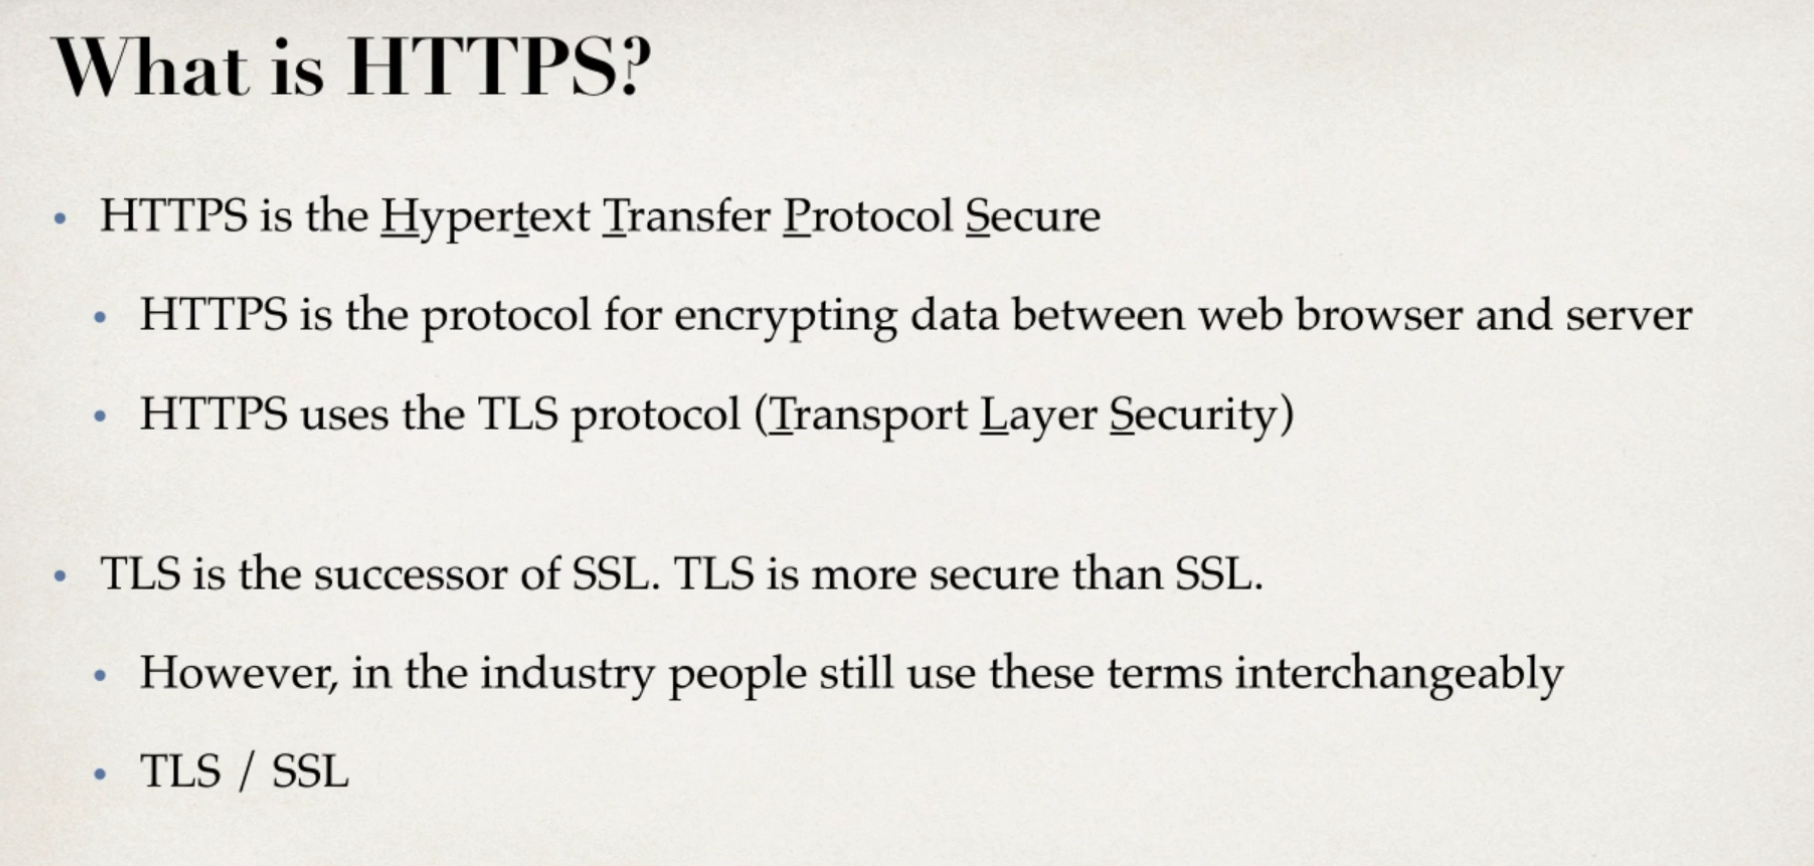 What is HTTPS?
• HTTPS is the Hypertext Transfer Protocol Secure
• HTTPS is the protocol for encrypting data between web browser and server
• HTTPS uses the TLS protocol (Transport Layer Security)
• TLS is the successor of SSL. TLS is more secure than SSL.
• However, in the industry people still use these terms interchangeably
• TLS / SSL